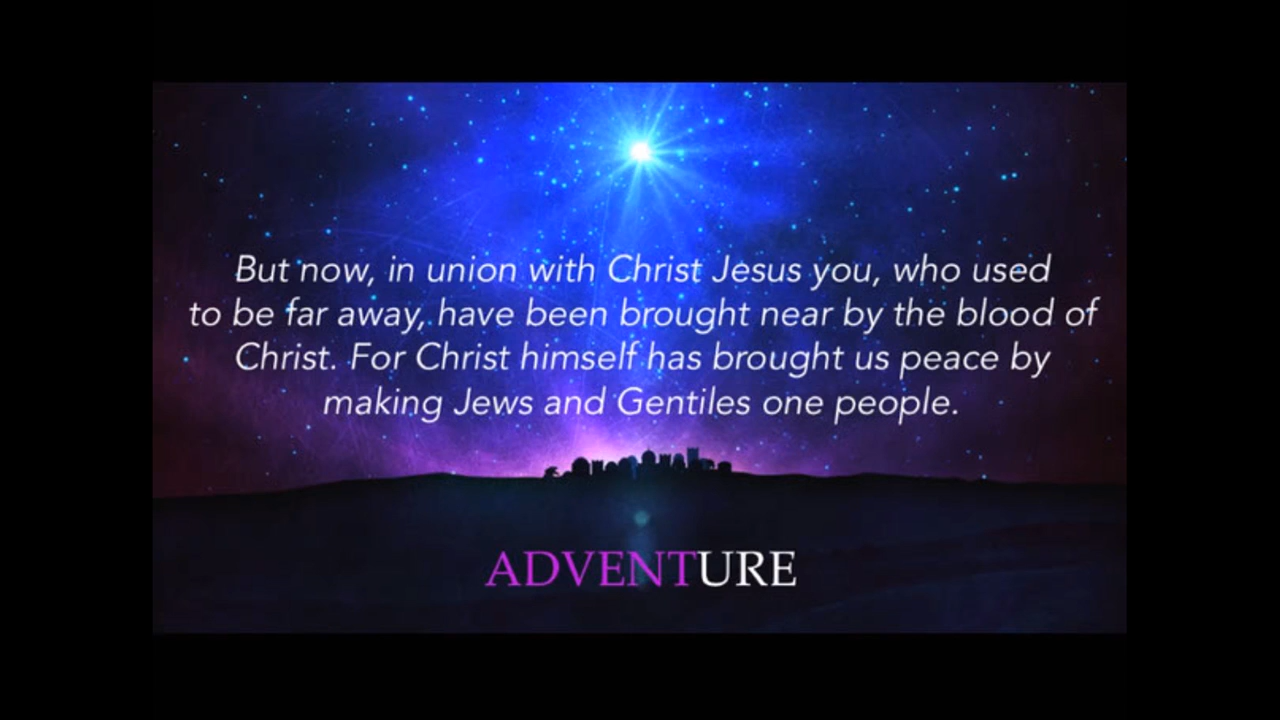 But now, in union with Christ Jesus you, who used
to be far away, have been brought near by the blood of
Christ. For Christ himself has brought us peace by
making Jews and Gentiles one people.
ADVENTURE